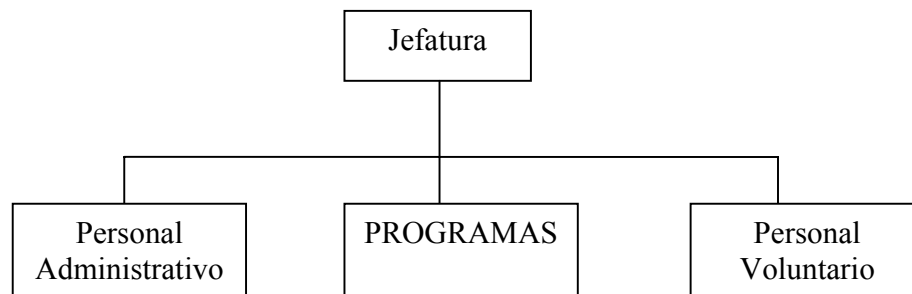 Jefatura
Personal
Administrativo
PROGRAMAS
Personal
Voluntario